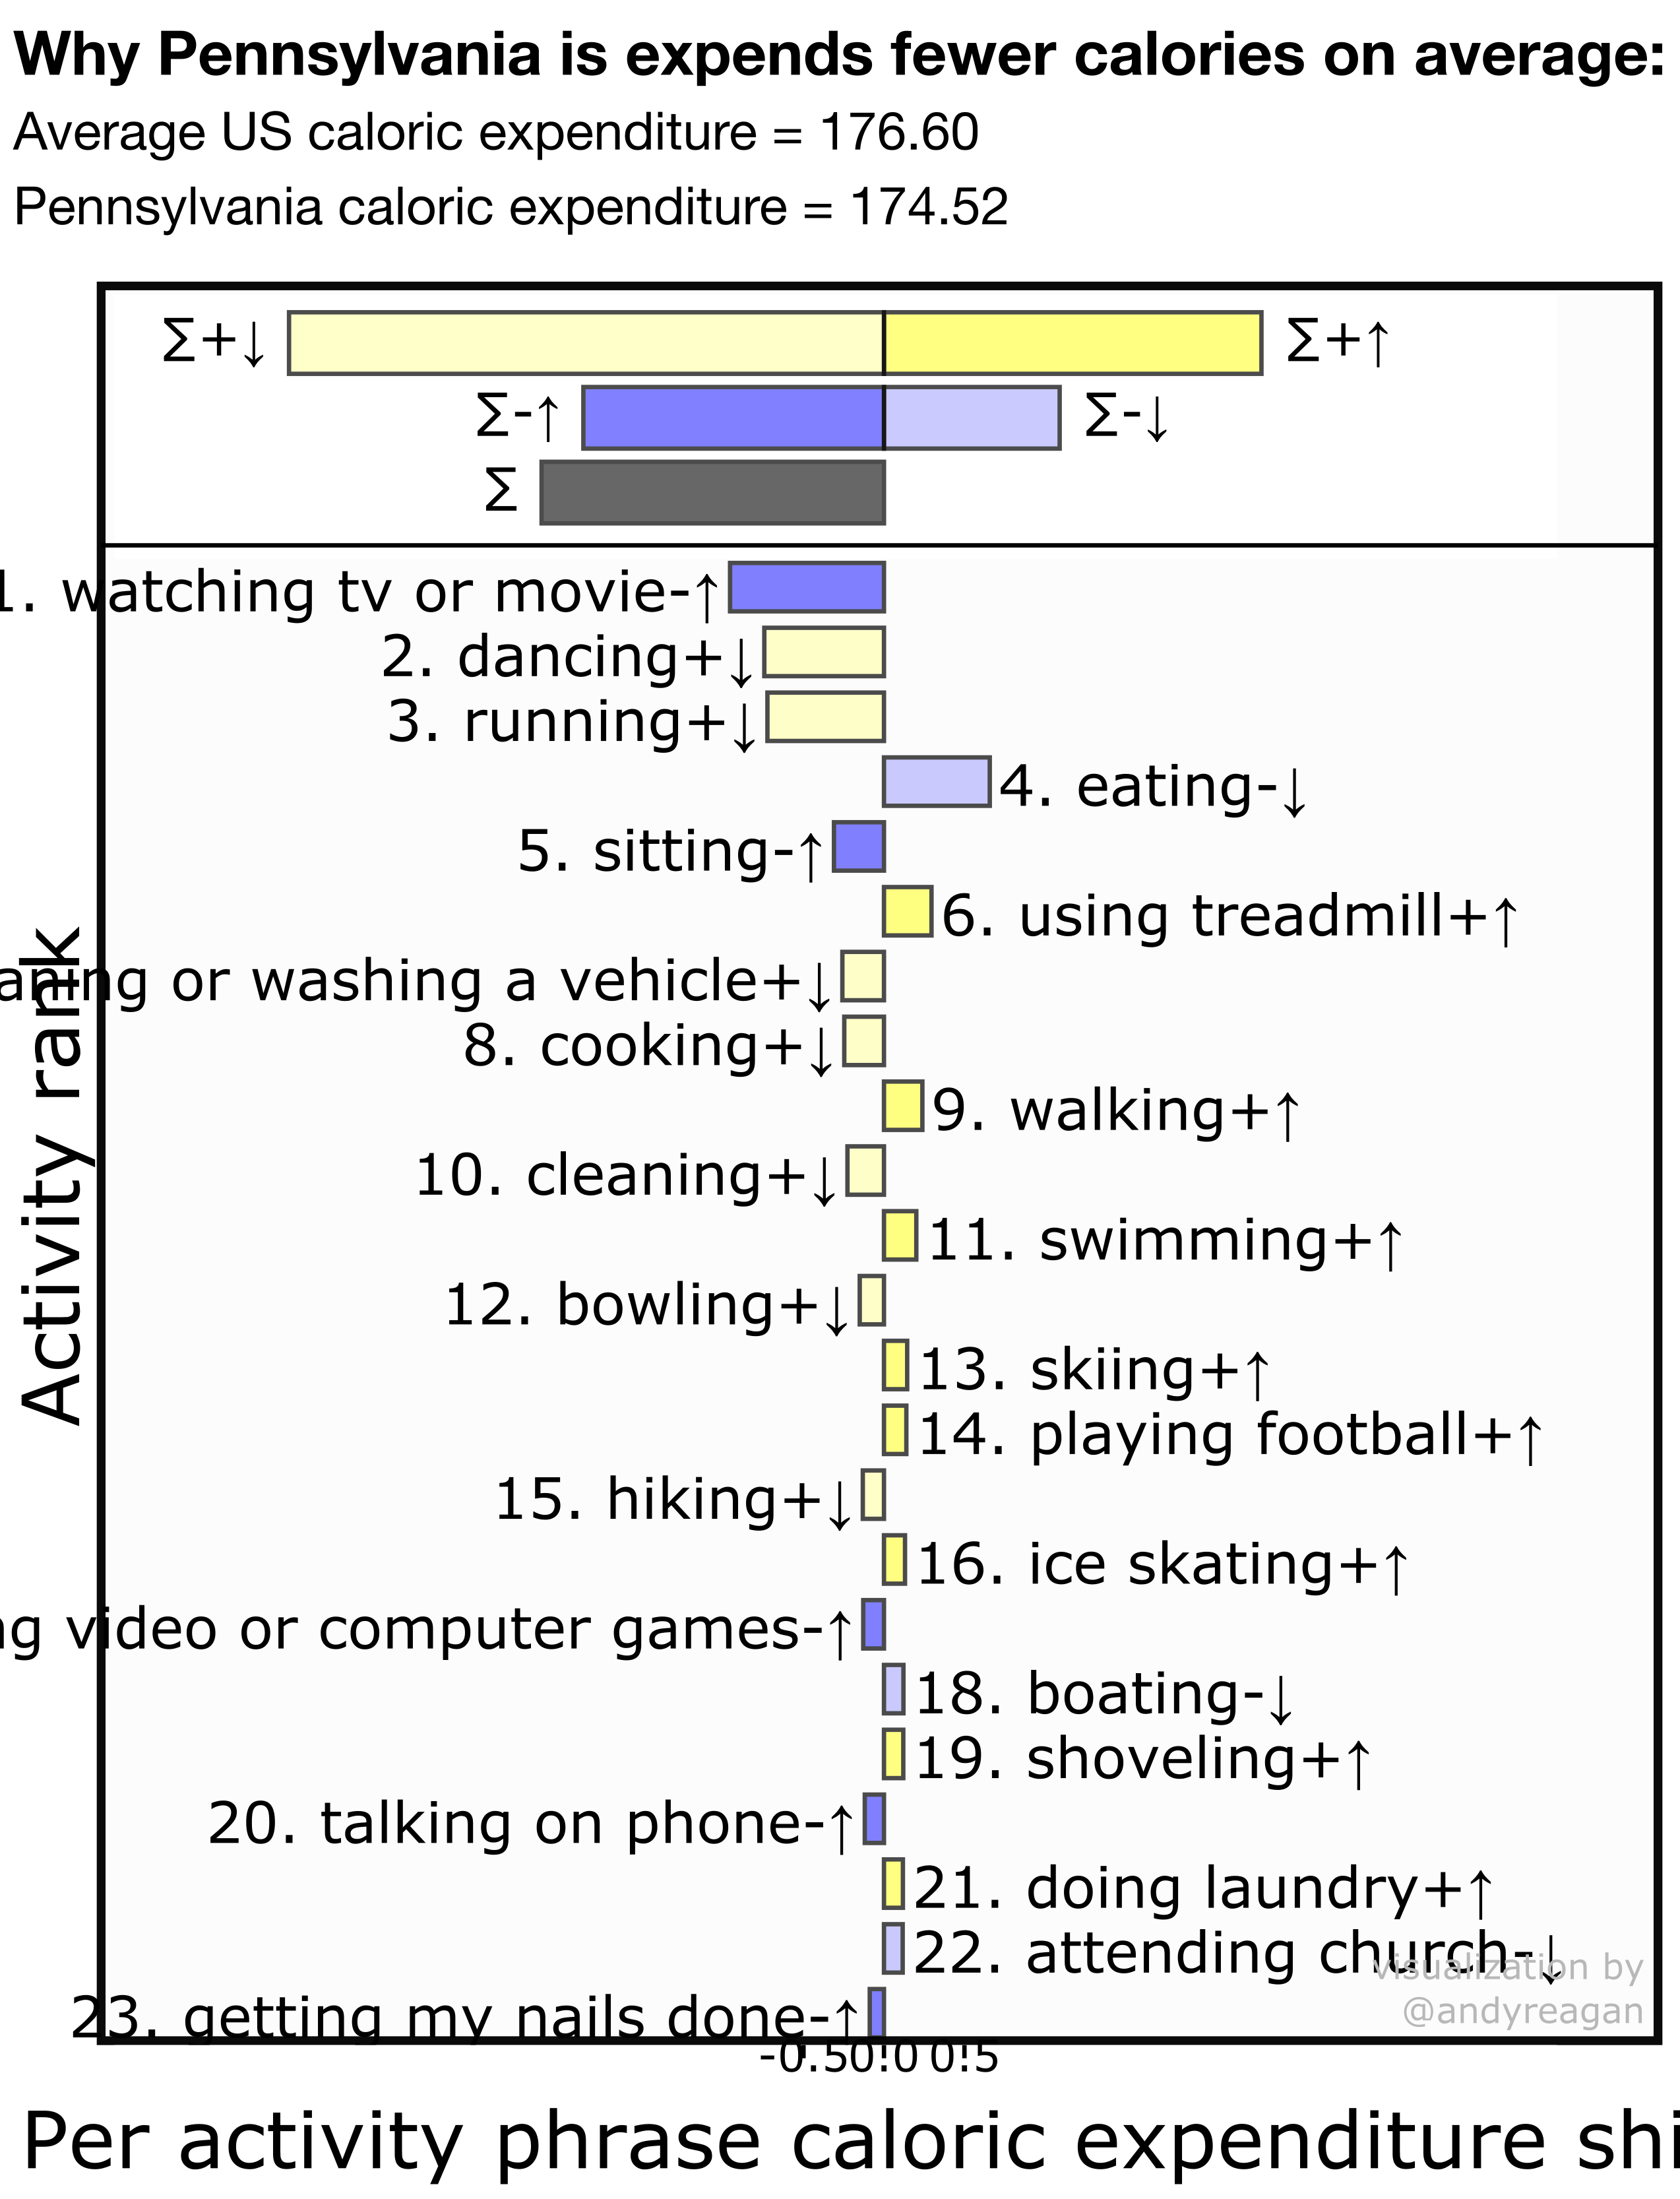 Why Pennsylvania is expends fewer calories on average:
Average US caloric expenditure = 176.60
Pennsylvania caloric expenditure = 174.52
∑+↓
∑+↑
∑-↑
∑-↓
∑
1. watching tv or movie-↑
2. dancing+↓
3. running+↓
4. eating-↓
5. sitting-↑
6. using treadmill+↑
or washing a vehicle+↓
8. cooking+↓
9. walking+↑
10. cleaning+↓
11. swimming+↑
12. bowling+↓
13. skiing+↑
14. playing football+↑
15. hiking+↓
16. ice skating+↑
video or computer games-↑
18. boating-↓
19. shoveling+↑
20. talking on phone-↑
21. doing laundry+↑
22. attending church-↓
23. getting my nails done-↑
Activity rank
visualization by
@andyreagan
-0.5 0.0 0.5
Per activity phrase caloric expenditure shi